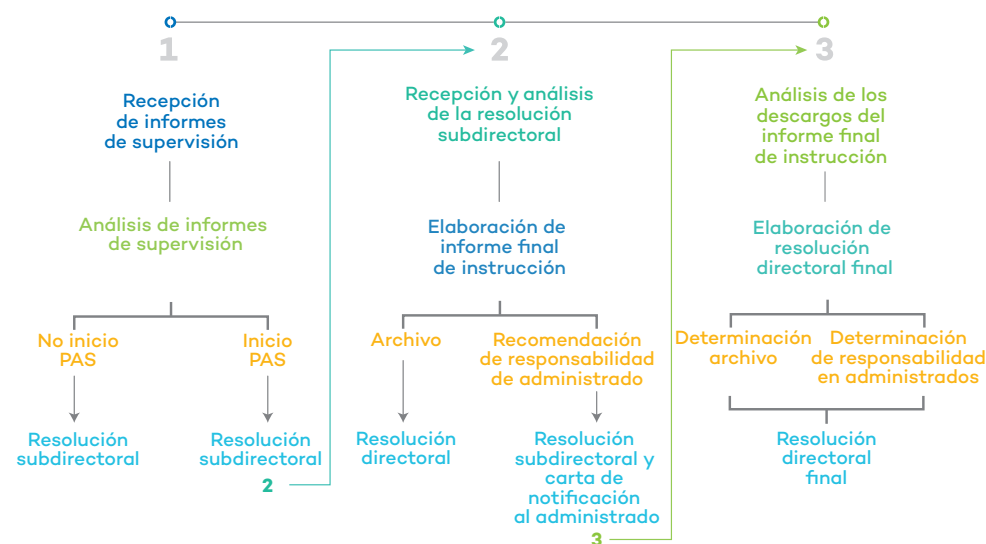 1
Recepción
de informes
de supervisión
Análisis de informes
de supervisión
No inicio
PAS
Resolución
subdirectoral
Inicio
PAS
Resolución
subdirectoral
2
2
Recepción y análisis
de la resolución
subdirectoral
Elaboración de
informe final
de instrucción
Archivo
Resolución
directoral
Recomendación
de responsabilidad
de administrado
Resolución
subdirectoral y
carta de
notificación
al administrado
3
3
Análisis de los
descargos del
informe final
de instrucción
Elaboración de
resolución
directoral final
Determinación
archivo
Determinación
de responsabilidad
en administrados
Resolución
directoral
final